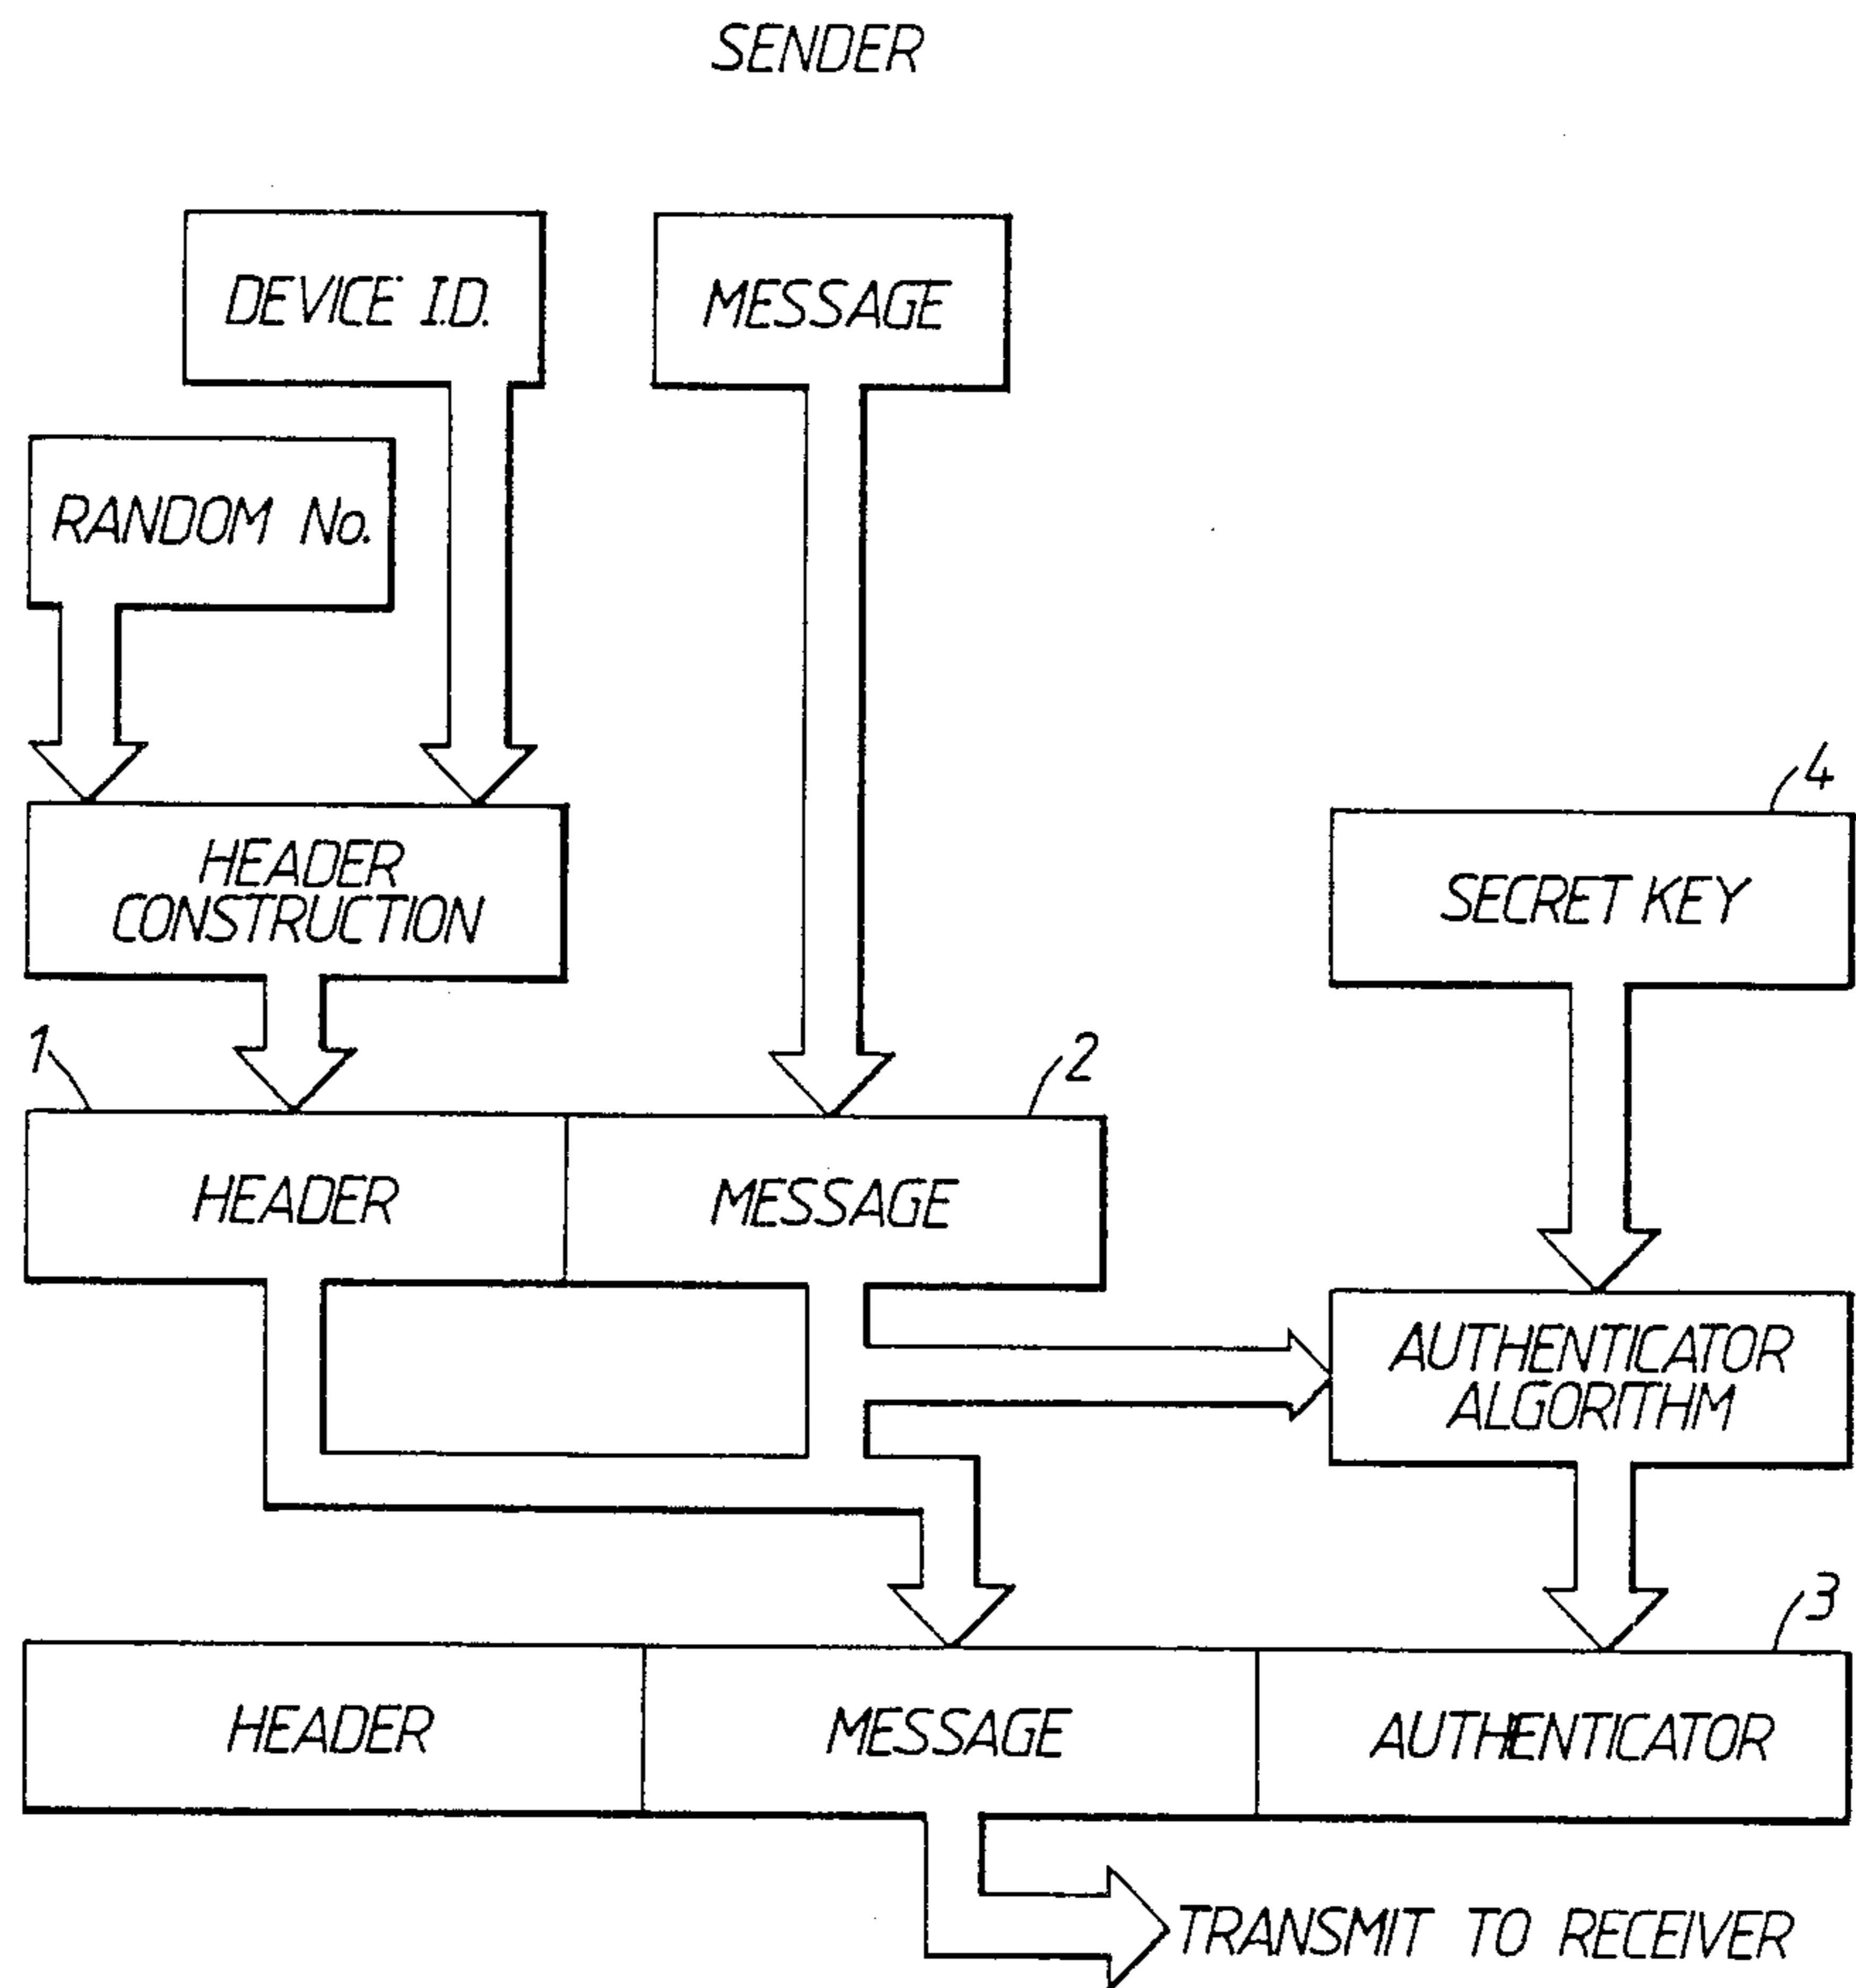 SENDER
DEVICE I.D.
MESSAGE
RANDOM No.
HEADER
CONSTRUCTION
4
SECRET KEY
1
2
HEADER
MESSAGE
AUTHENTICATOR
ALGORITHM
3
HEADER
MESSAGE
AUTHENTICATOR
TRANSMIT TO RECEIVER